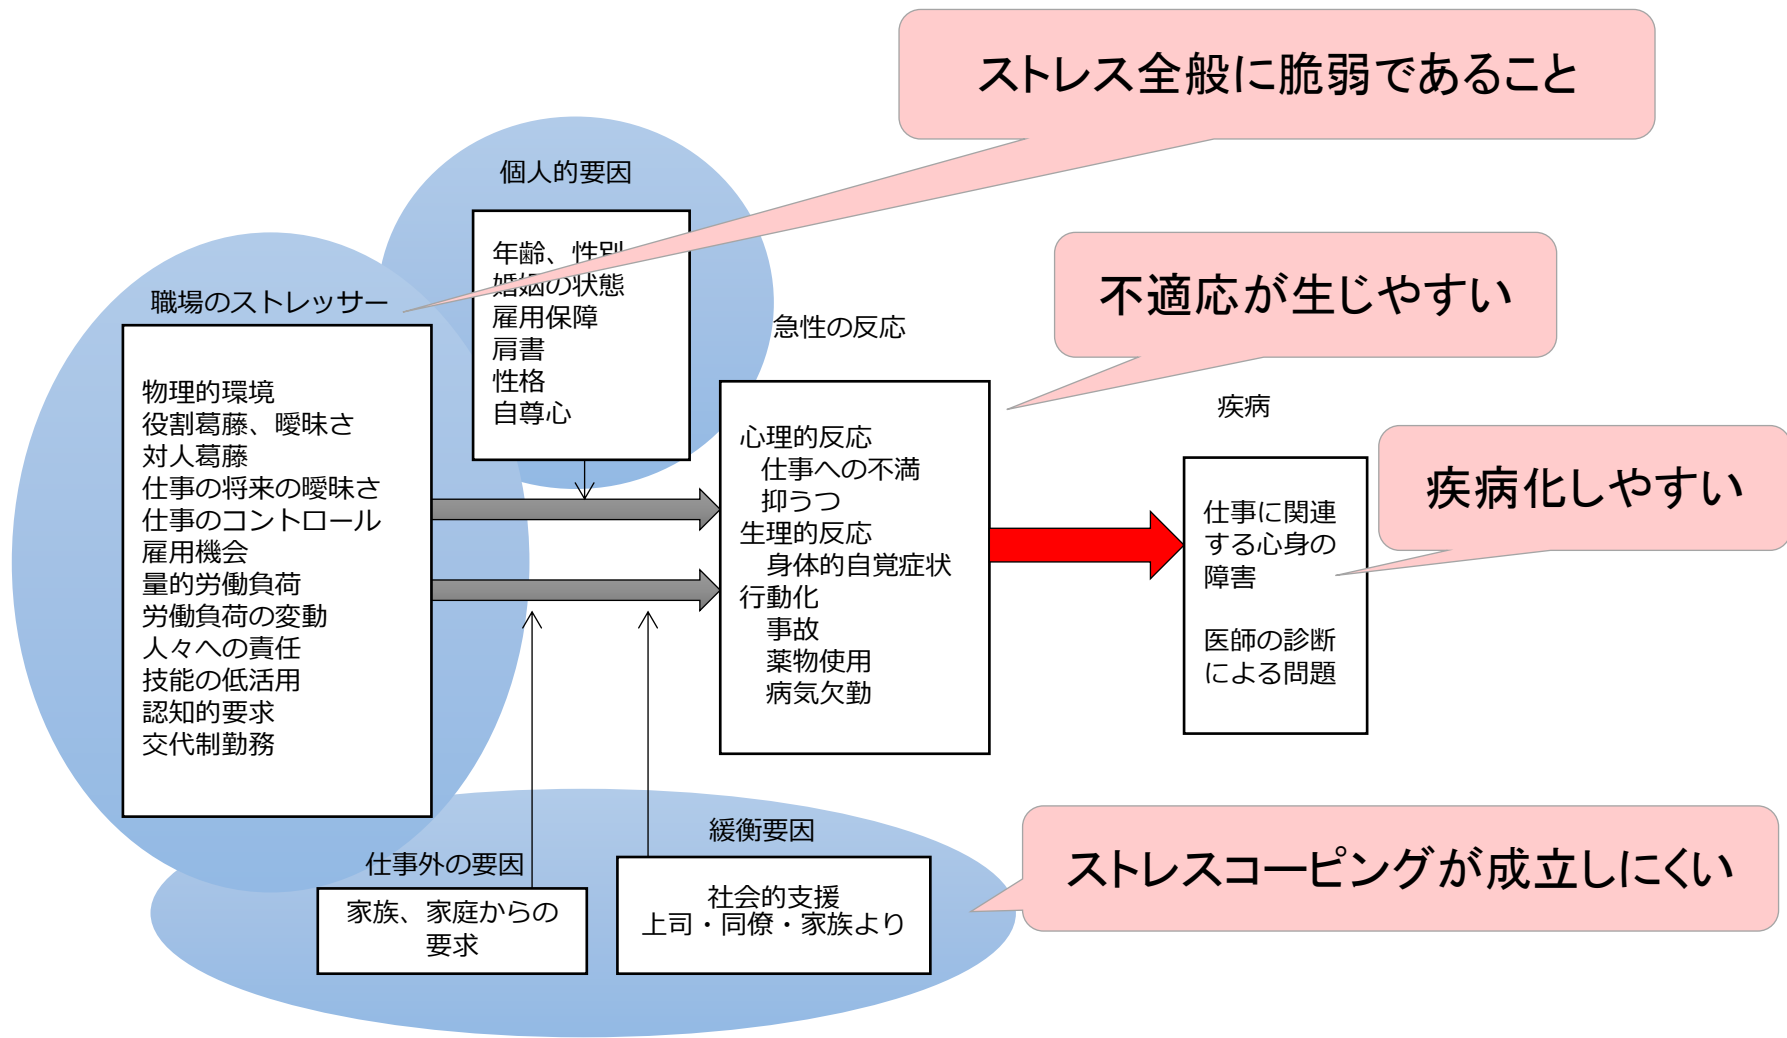 ストレス全般に脆弱であること
個人的要因
年齢、性別
婚姻の状態
雇用保障
肩書
性格
自尊心
不適応が生じやすい
職場のストレッサー
物理的環境
役割葛藤、曖昧さ
対人葛藤
仕事の将来の曖昧さ
仕事のコントロール
雇用機会
量的労働負荷
労働負荷の変動
人々への責任
技能の低活用
認知的要求
交代制勤務
急性の反応
心理的反応
仕事への不満
抑うつ
生理的反応
身体的自覚症状
行動化
事故
薬物使用
病気欠勤
疾病
疾病化しやすい
仕事に関連
する心身の
障害
医師の診断
による問題
仕事外の要因
家族、家庭からの
要求
緩衝要因
社会的支援
上司・同僚・家族より
ストレスコーピングが成立しにくい